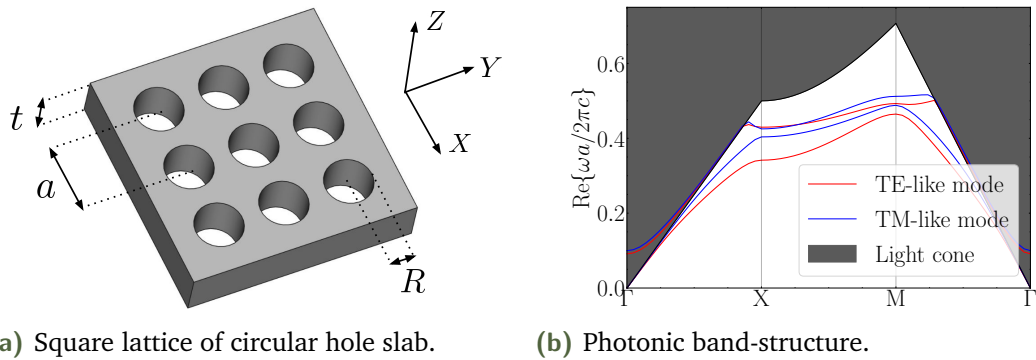 t
a
R
Z
Y
X
Re{ωa/2πc}
0.6
0.4
0.2
0.0
Γ
X
M
Γ
TE-like mode
TM-like mode
Light cone
a) Square lattice of circular hole slab.
(b) Photonic band-structure.